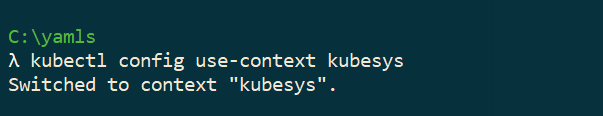 C:\yamls
λ kubectl config use-context kubesys
Switched to context "kubesys".